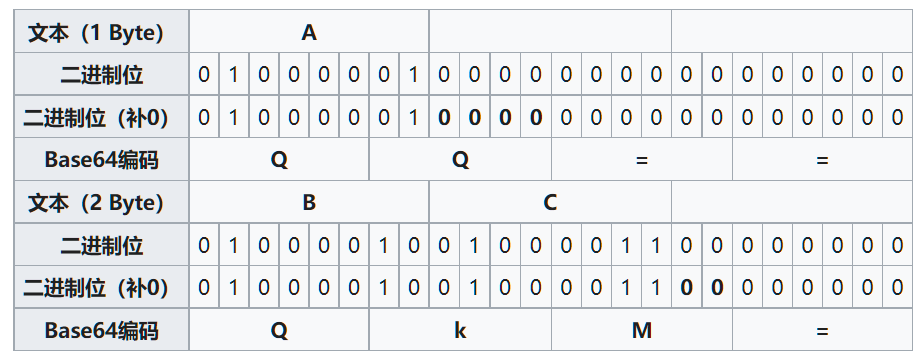 文本（1 Byte） A
二进制位 0 1 0 0 0 0 0 1 0 0 0 0 0 0 0 0 0 0 0 0 0 0 0 0
二进制位（补0） 0 1 0 0 0 0 0 1 0 0 0 0 0 0 0 0 0 0 0 0 0 0 0 0
Base64编码 Q Q = =
文本（2 Byte） B C
二进制位 0 1 0 0 0 0 1 0 0 1 0 0 0 0 1 1 0 0 0 0 0 0 0 0
二进制位（补0） 0 1 0 0 0 0 1 0 0 1 0 0 0 0 1 1 0 0 0 0 0 0 0 0
Base64编码 Q k M =